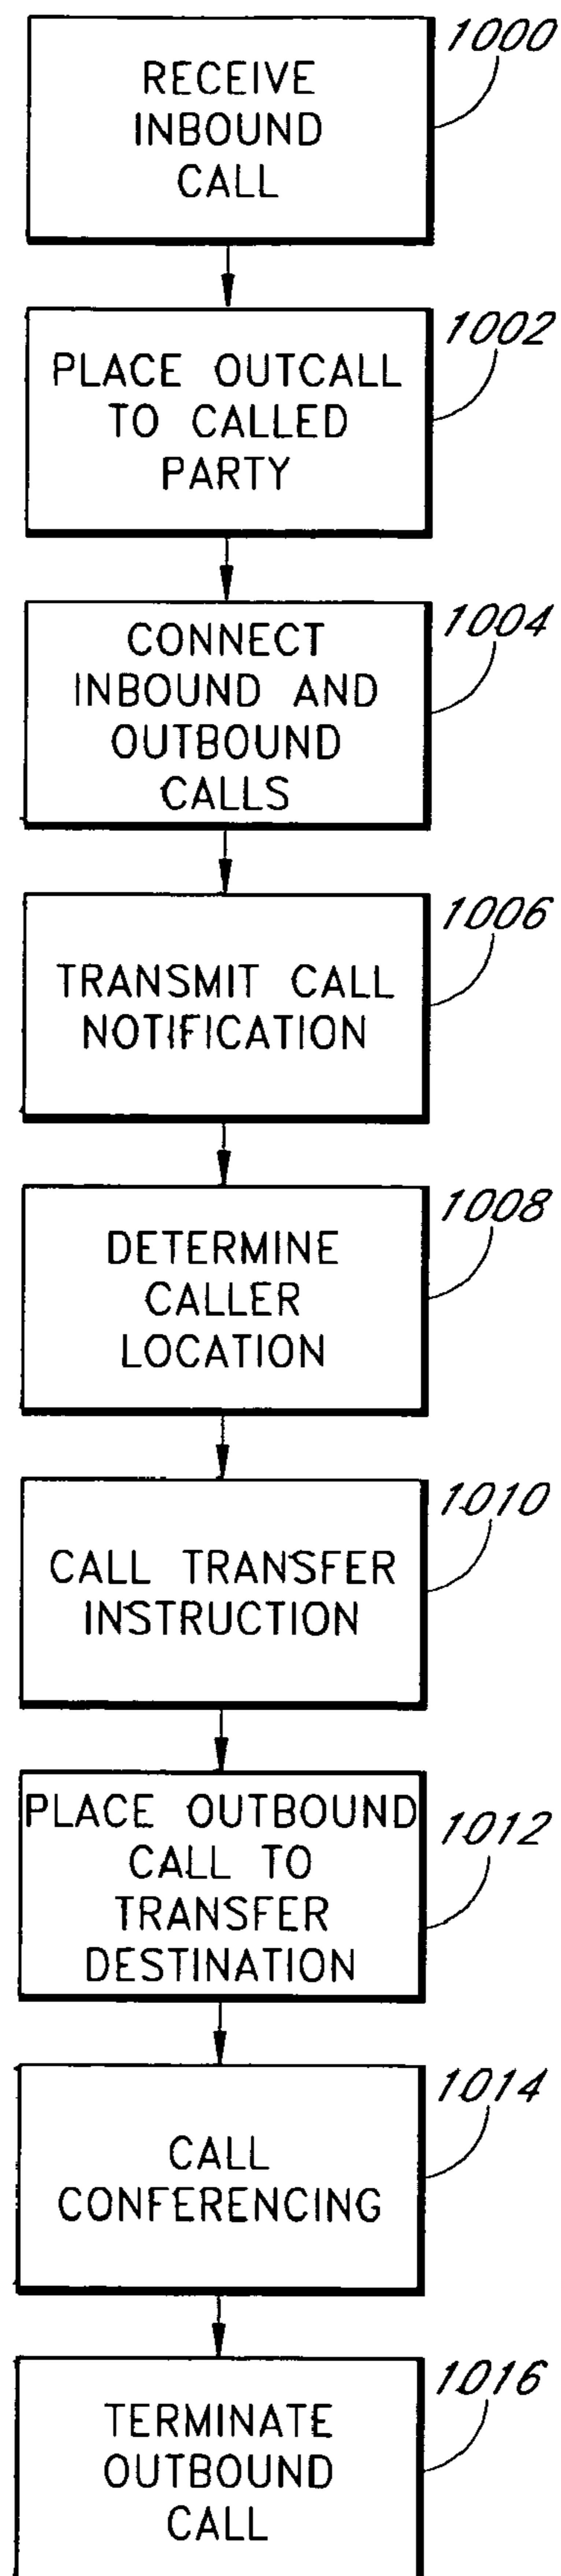 1000
RECEIVE
INBOUND
CALL
1002
PLACE OUTCALL
TO CALLED
PARTY
1004
CONNECT
INBOUND AND
OUTBOUND
CALLS
1006
TRANSMIT CALL
NOTIFICATION
1008
DETERMINE
CALLER
LOCATION
1010
CALL TRANSFER
INSTRUCTION
1012
PLACE OUTBOUND
CALL TO
TRANSFER
DESTINATION
1014
CALL
CONFERENCING
1016
TERMINATE
OUTBOUND
CALL